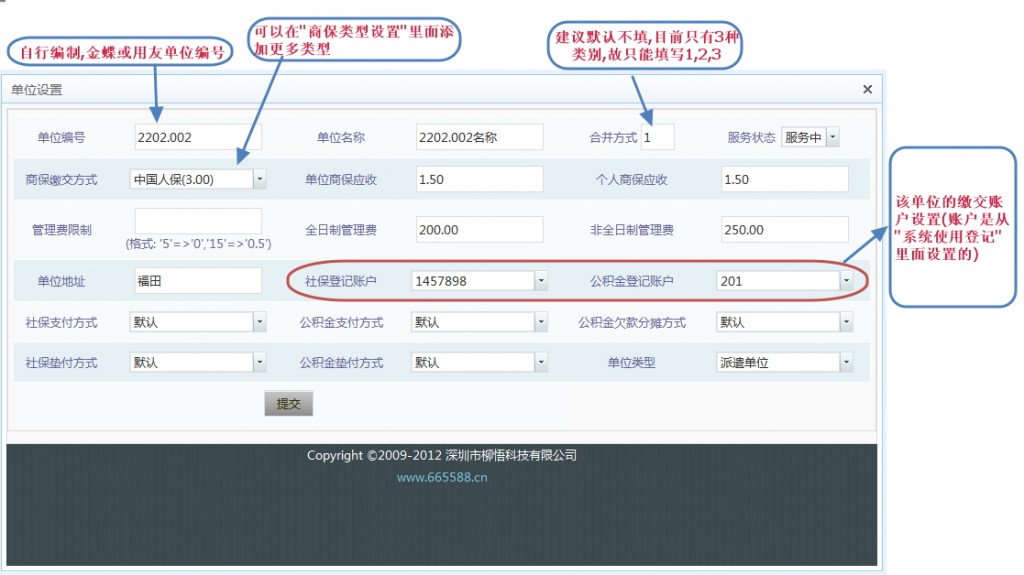 自行编制,金蝶或用友单位编号
可以在"商保类型设置"里面添
加更多类型
建议默认不填,目前只有3种
类别,故只能填写1,2,3
单位设置
单位编号 2202.002 单位名称 2202.002名称 合并方式 1 服务状态 服务中
商保缴交方式 中国人保(3.00) 单位商保应收 1.50 个人商保应收 1.50
管理费限制 全日制管理费 200.00 非全日制管理费 250.00
(格式: '5'=>'0','15'=>'0.5')
单位地址 福田 社保登记账户 1457898 公积金登记账户 201
社保支付方式 默认 公积金支付方式 默认 公积金欠款分摊方式 默认
社保垫付方式 默认 公积金垫付方式 默认 单位类型 派遣单位
提交
该单位的缴交账
户设置(账户是从
"系统使用登记"
里面设置的)
Copyright ©2009-2012 深圳市柳悟科技有限公司
www.665588.cn